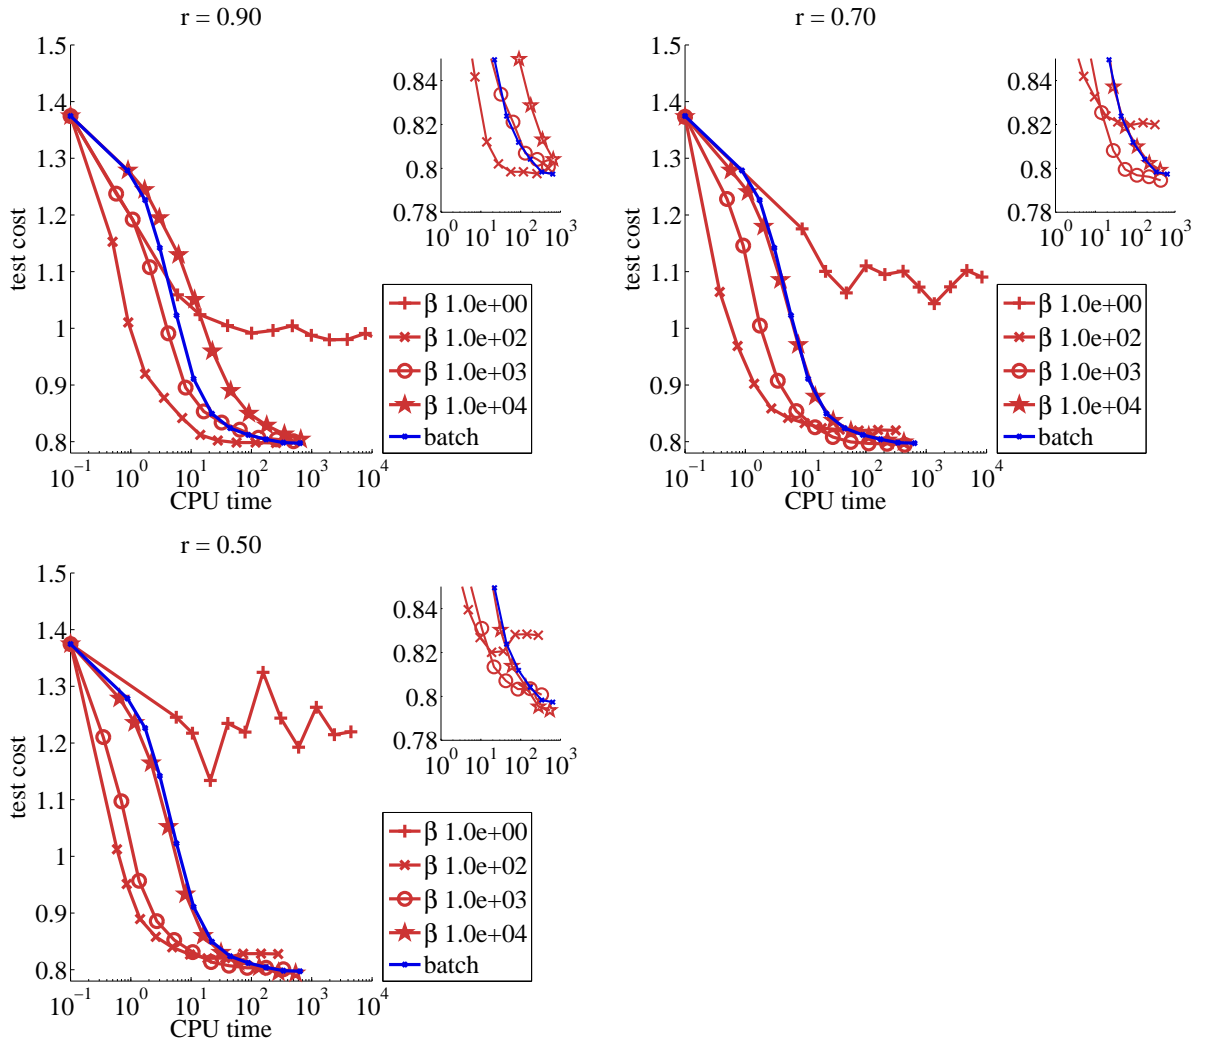 r = 0.90
1.5
1.4
1.3
1.2
1.1
1
0.9
0.8
test cost
10^-1 10^0 10^1 10^2 10^3 10^4
CPU time
0.84
0.82
0.8
0.78
10^0 10^1 10^2 10^3
β 1.0e+00
β 1.0e+02
β 1.0e+03
β 1.0e+04
batch
r = 0.70
1.5
1.4
1.3
1.2
1.1
1
0.9
0.8
test cost
10^-1 10^0 10^1 10^2 10^3 10^4
CPU time
0.84
0.82
0.8
0.78
10^0 10^1 10^2 10^3
β 1.0e+00
β 1.0e+02
β 1.0e+03
β 1.0e+04
batch
r = 0.50
1.5
1.4
1.3
1.2
1.1
1
0.9
0.8
test cost
10^-1 10^0 10^1 10^2 10^3 10^4
CPU time
0.84
0.82
0.8
0.78
10^0 10^1 10^2 10^3
β 1.0e+00
β 1.0e+02
β 1.0e+03
β 1.0e+04
batch